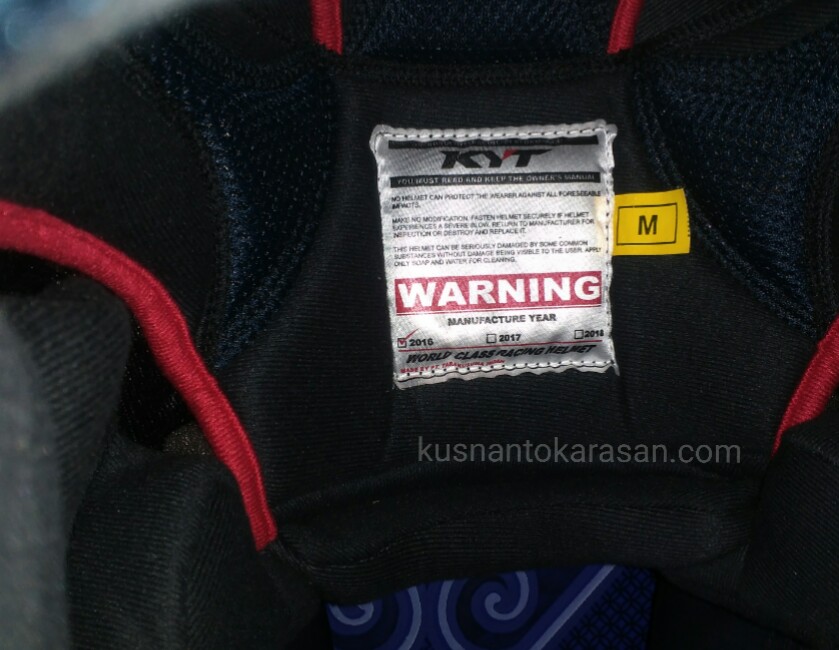 KYT
YOU MUST READ AND KEEP THE OWNER'S MANUAL
NO HELMET CAN PROTECT THE WEARER AGAINST ALL FORESEEABLE
IMPACTS.
MAKE NO MODIFICATION. FASTEN HELMET SECURELY IF HELMET
EXPERIENCES A SEVERE BLOW, RETURN TO MANUFACTURER FOR
INSPECTION OR DESTROY AND REPLACE IT.
THIS HELMET CAN BE SERIOUSLY DAMAGED BY SOME COMMON
SUBSTANCES WITHOUT DAMAGE BEING VISIBLE TO THE USER. APPLY
ONLY SOAP AND WATER FOR CLEANING.
M
WARNING
MANUFACTURE YEAR
2016 2017 2018
WORLD CLASS RACING HELMET
MADE BY PT.
kusnantokarasan.com